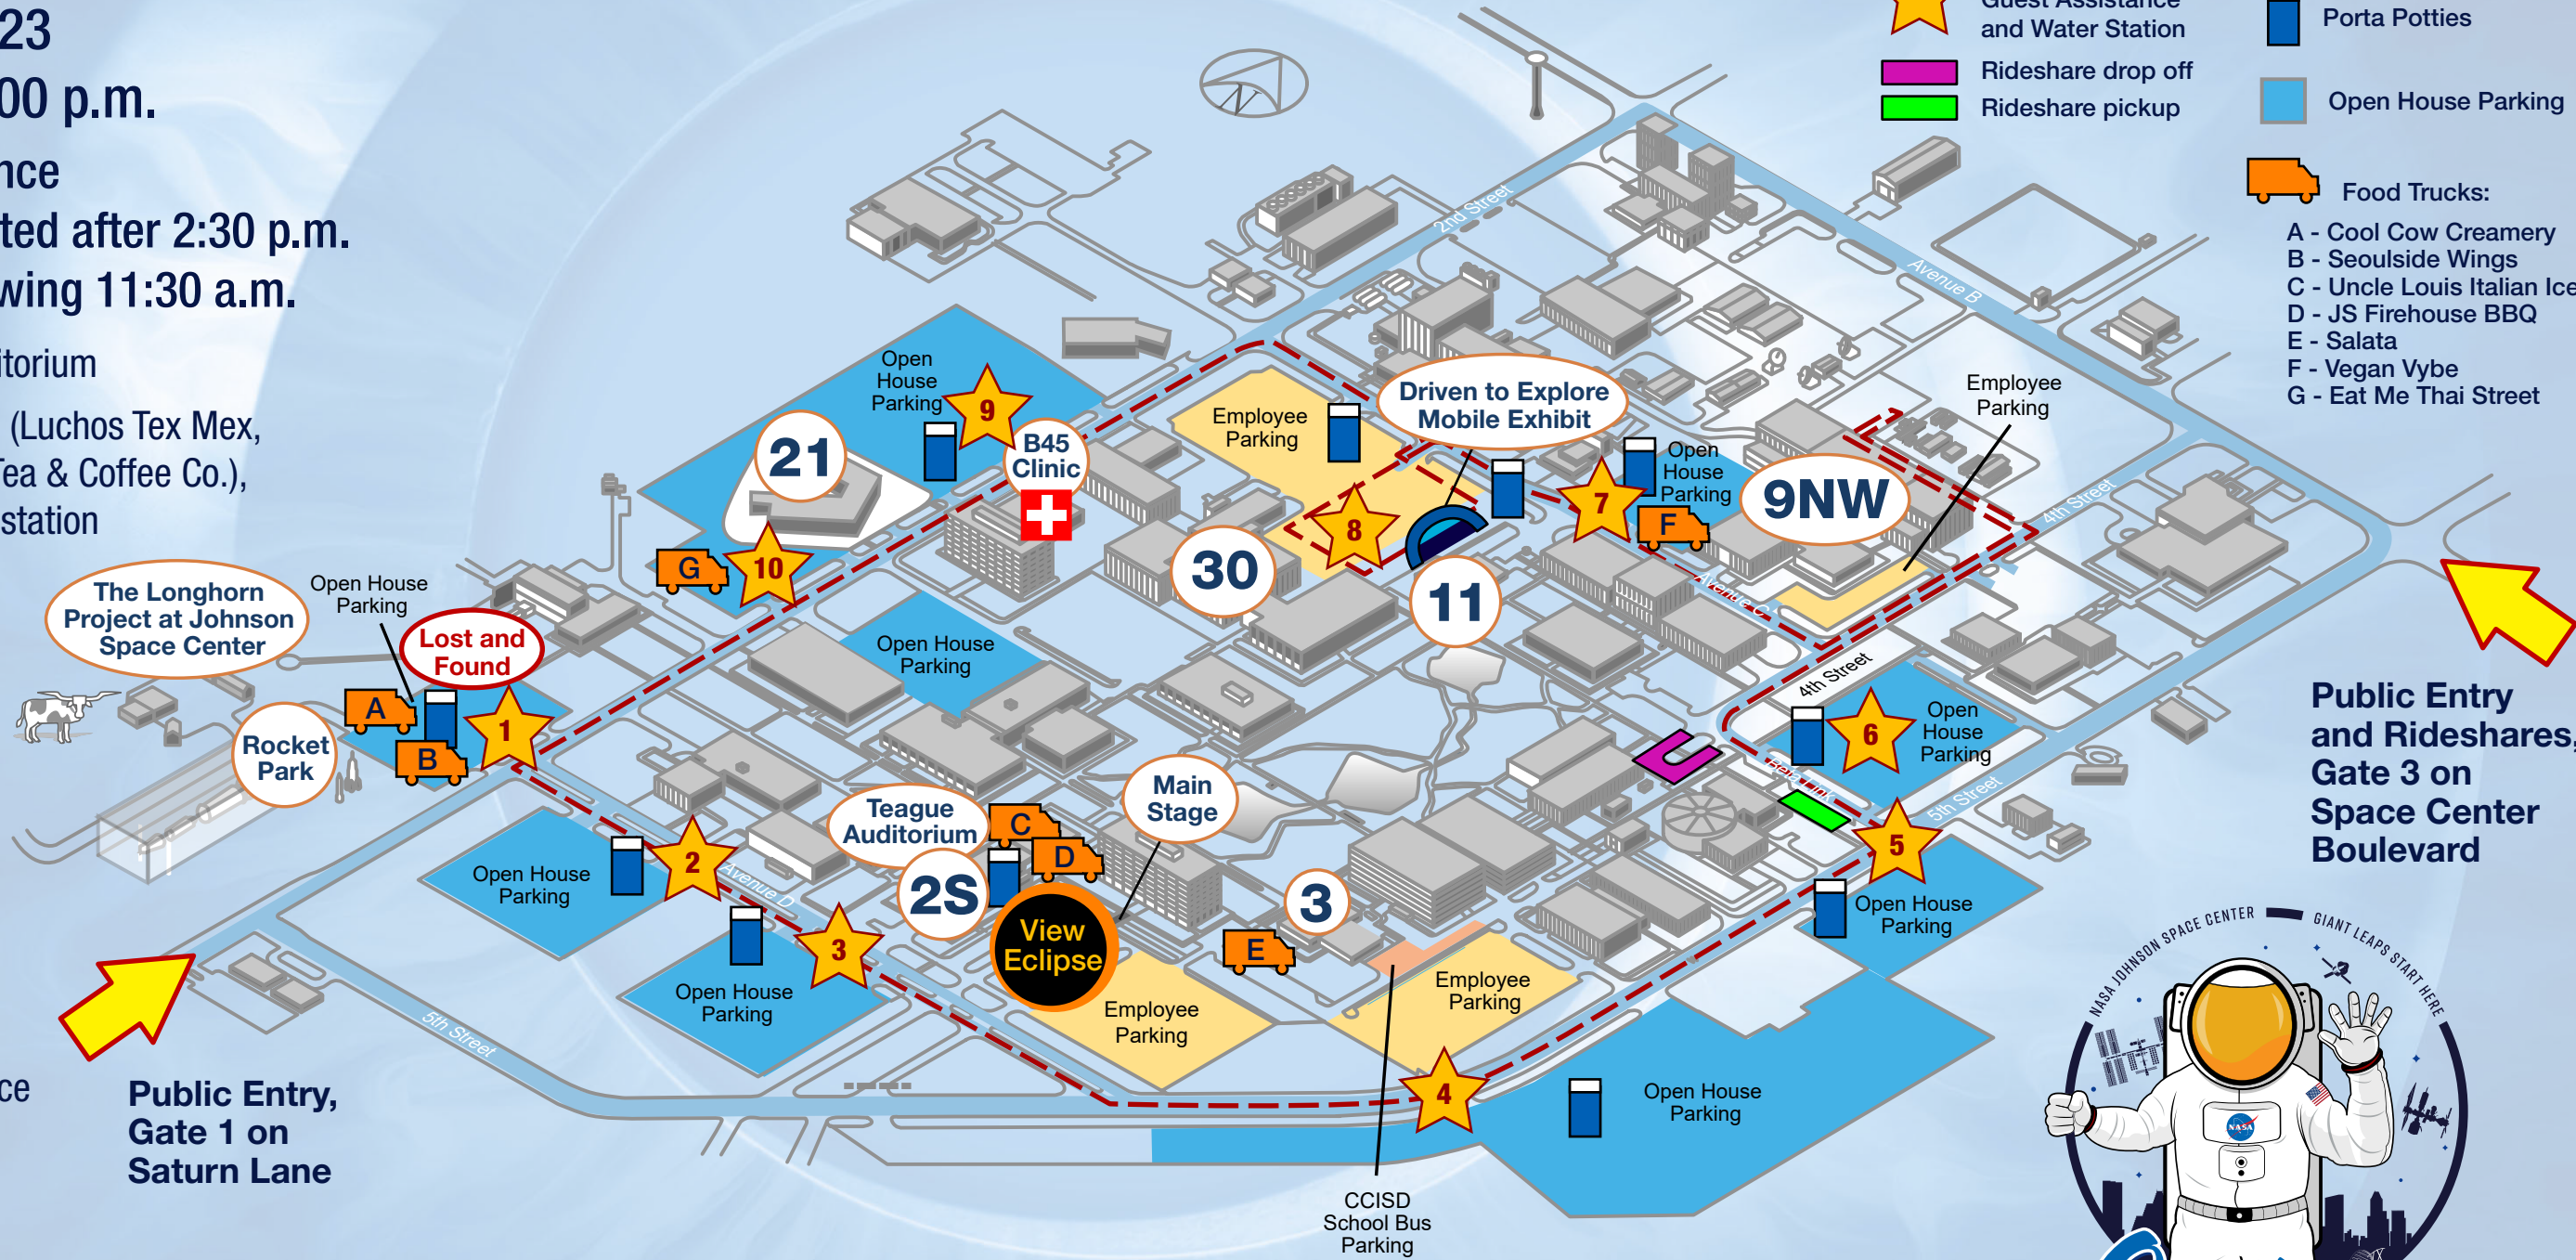 23
00 p.m.
nce
ted after 2:30 p.m.
wing 11:30 a.m.
itorium
(Luchos Tex Mex,
Tea & Coffee Co.),
station
Guest Assistance
and Water Station
Rideshare drop off
Rideshare pickup
Porta Potties
Open House Parking
Food Trucks:
A - Cool Cow Creamery
B - Seoulside Wings
C - Uncle Louis Italian Ice
D - JS Firehouse BBQ
E - Salata
F - Vegan Vybe
G - Eat Me Thai Street
2nd Street
Avenue B
Open
House
Parking
9
21
B45
Clinic
Employee
Parking
Driven to Explore
Mobile Exhibit
Employee
Parking
8
7
Open
House
Parking
F
9NW
4th Street
G
10
30
11
Avenue C
The Longhorn
Project at Johnson
Space Center
Open House
Parking
Lost and
Found
A
B
1
Rocket
Park
Open House
Parking
4th Street
6
Open
House
Parking
Public Entry
and Rideshares,
Gate 3 on
Space Center
Boulevard
Main
Stage
Teague
Auditorium
C
D
2S
View
Eclipse
3
E
Beta Link
5th Street
5
Open House
Parking
Open House
Parking
2
Avenue D
3
Open House
Parking
Employee
Parking
Employee
Parking
4
Open House
Parking
5th Street
ce
Public Entry,
Gate 1 on
Saturn Lane
CCISD
School Bus
Parking
NASA JOHNSON SPACE CENTER
GIANT LEAPS START HERE
NASA